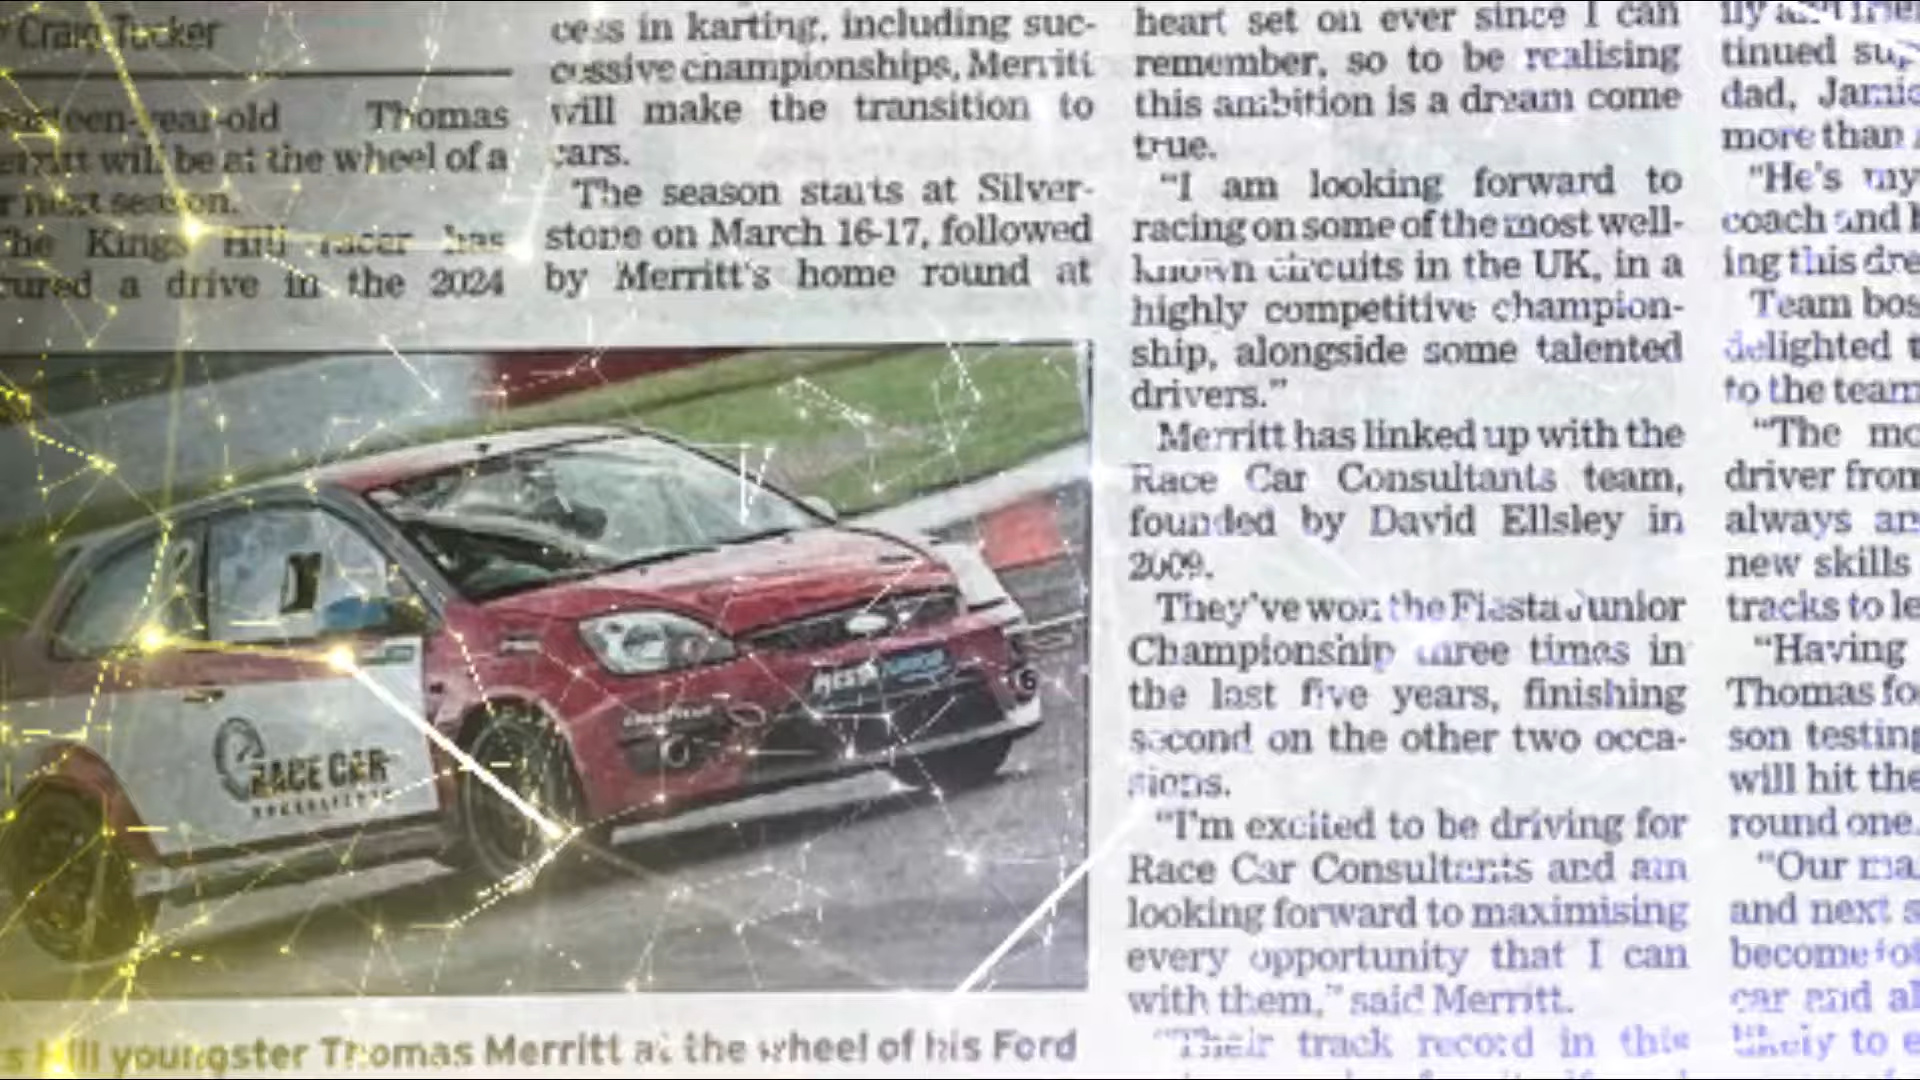 Craig Tucker
teen-year-old Thomas
will be at the wheel of a
next season.
The Kings Hill racer has
cured a drive in the 2024
cess in karting, including suc-
cessive championships, Merritt
will make the transition to
cars.
The season starts at Silver-
stone on March 16-17, followed
by Merritt's home round at
RACE CAR
s Hill youngster Thomas Merritt at the wheel of his Ford
heart set on ever since I can
remember, so to be realising
this ambition is a dream come
true.
"I am looking forward to
racing on some of the most well-
known circuits in the UK, in a
highly competitive champion-
ship, alongside some talented
drivers."
Merritt has linked up with the
Race Car Consultants team,
founded by David Ellsley in
2009.
They've won the Fiesta Junior
Championship three times in
the last five years, finishing
second on the other two occa-
sions.
"I'm excited to be driving for
Race Car Consultants and am
looking forward to maximising
every opportunity that I can
with them," said Merritt.
"Their track record in this
tinued sup
dad, Jamie
more than
"He's my
coach and
ing this dre
Team bos
delighted t
to the team
"The mo
driver from
always an
new skills
tracks to le
"Having
Thomas fo
son testing
will hit the
round one.
"Our ma
and next s
become
car and al
likely to e